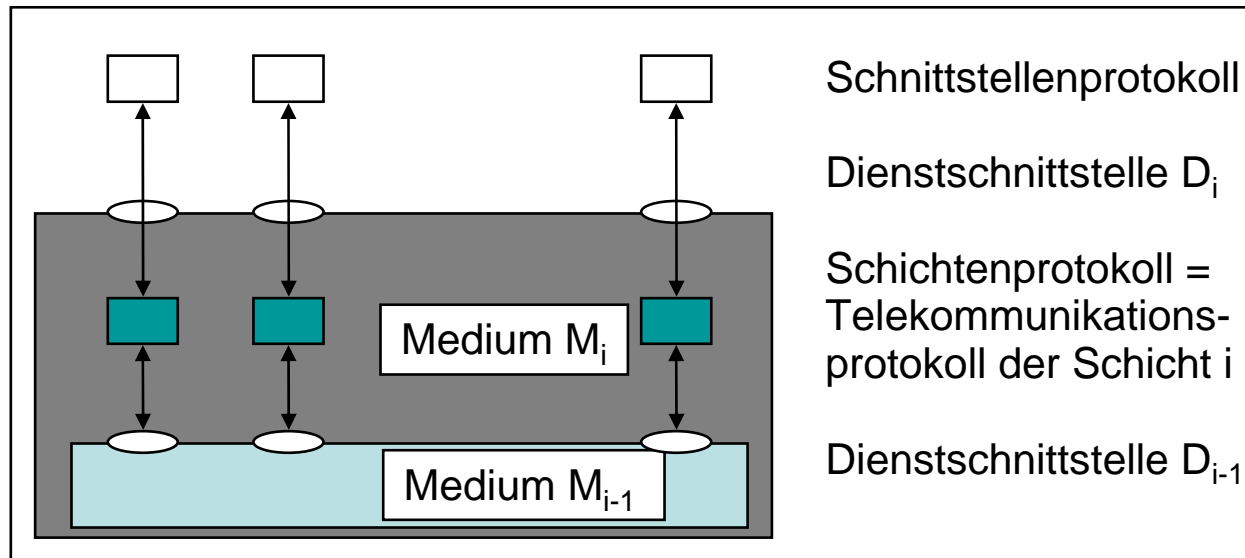 Schnittstellenprotokoll
Dienstschnittstelle Di
Schichtenprotokoll =
Telekommunikations-
protokoll der Schicht i
Medium Mi
Dienstschnittstelle Di-1
Medium Mi-1